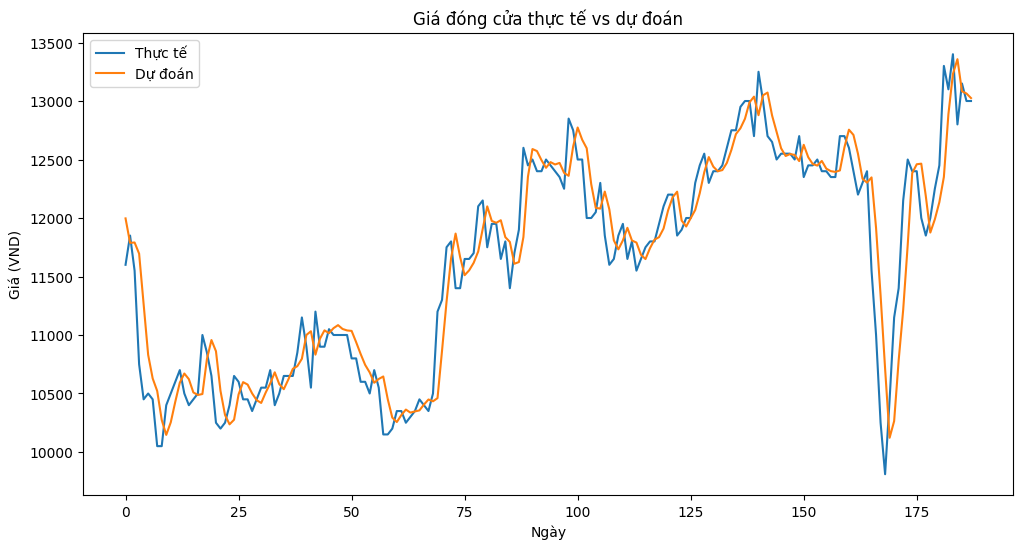 Giá đóng cửa thực tế vs dự đoán
Thực tế
Dự đoán
Giá (VND)
13500
13000
12500
12000
11500
11000
10500
10000
0 25 50 75 100 125 150 175
Ngày